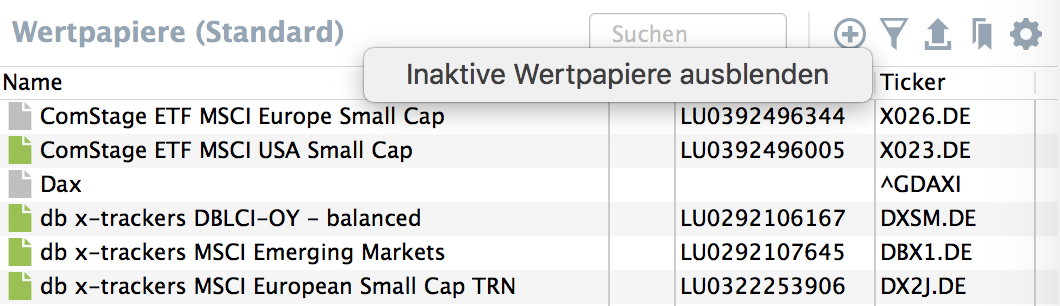 Wertpapiere (Standard) Suchen
Inaktive Wertpapiere ausblenden
Name Ticker
ComStage ETF MSCI Europe Small Cap LU0392496344 X026.DE
ComStage ETF MSCI USA Small Cap LU0392496005 X023.DE
Dax ^GDAXI
db x-trackers DBLCI-OY - balanced LU0292106167 DXSM.DE
db x-trackers MSCI Emerging Markets LU0292107645 DBX1.DE
db x-trackers MSCI European Small Cap TRN LU0322253906 DX2J.DE